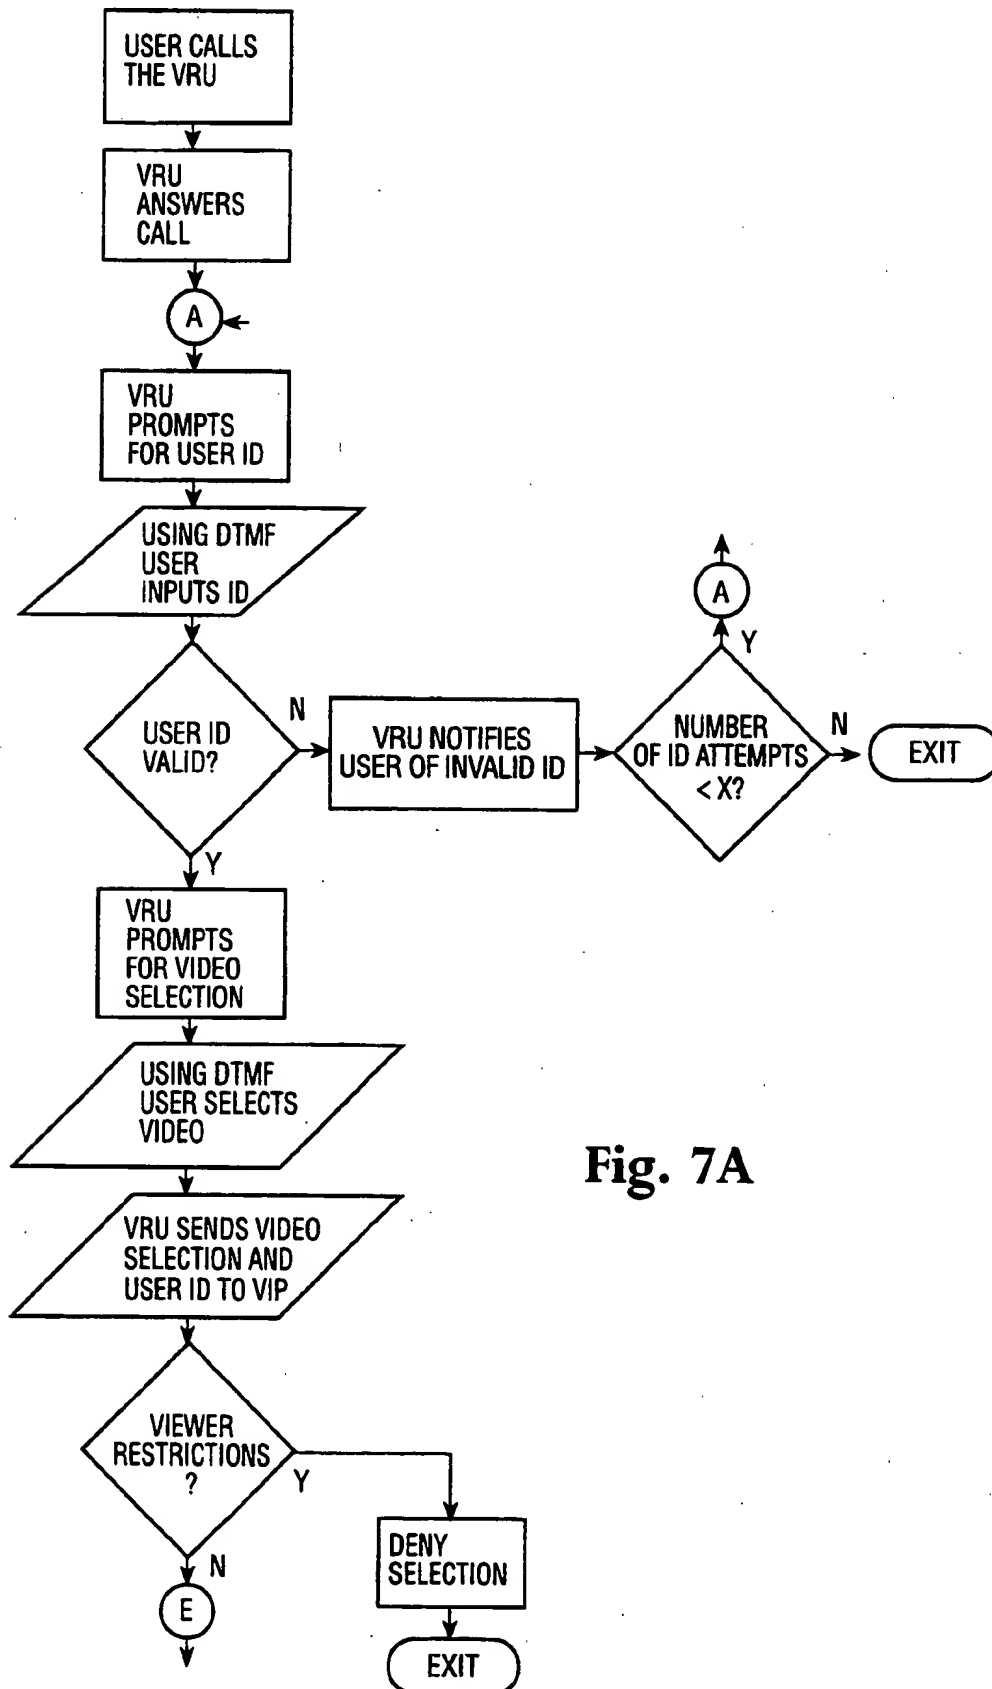 USER CALLS
THE VRU
VRU
ANSWERS
CALL
A
VRU
PROMPTS
FOR USER ID
USING DTMF
USER
INPUTS ID
USER ID
VALID?
N
VRU NOTIFIES
USER OF INVALID ID
A
Y
NUMBER
OF ID ATTEMPTS
< X?
N
EXIT
Y
VRU
PROMPTS
FOR VIDEO
SELECTION
USING DTMF
USER SELECTS
VIDEO
Fig. 7A
VRU SENDS VIDEO
SELECTION AND
USER ID TO VIP
VIEWER
RESTRICTIONS
?
Y
DENY
SELECTION
EXIT
N
E